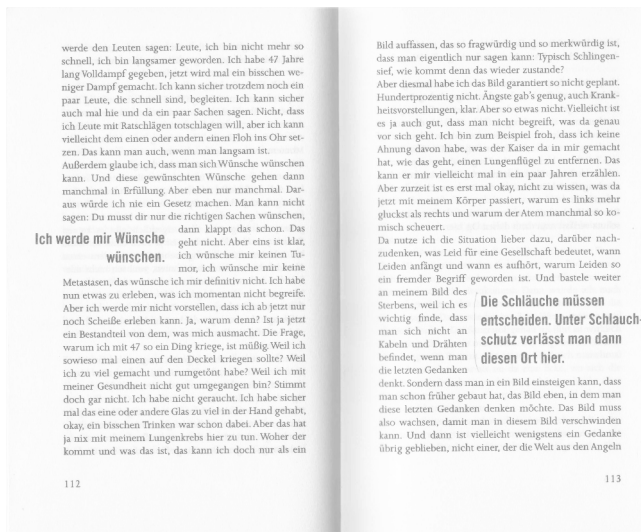 werde den Leuten sagen: Leute, ich bin nicht mehr so
schnell, ich bin langsamer geworden. Ich habe 47 Jahre
lang Volldampf gegeben, jetzt wird mal ein bisschen we-
niger Dampf gemacht. Ich kann sicher trotzdem noch ein
paar Leute, die schnell sind, begleiten. Ich kann sicher
auch mal hie und da ein paar Sachen sagen. Nicht, dass
ich Leute mit Ratschlägen totschlagen will, aber ich kann
vielleicht dem einen oder andern einen Floh ins Ohr set-
zen. Das kann man auch, wenn man langsam ist.
Außerdem glaube ich, dass man sich Wünsche wünschen
kann. Und diese gewünschten Wünsche gehen dann
manchmal in Erfüllung. Aber eben nur manchmal. Dar-
aus würde ich nie ein Gesetz machen. Man kann nicht
sagen: Du musst dir nur die richtigen Sachen wünschen,
dann klappt das schon. Das
geht nicht. Aber eins ist klar,
ich wünsche mir keinen Tu-
mor, ich wünsche mir keine
Ich werde mir Wünsche
wünschen.
Metastasen, das wünsche ich mir definitiv nicht. Ich habe
nun etwas zu erleben, was ich momentan nicht begreife.
Aber ich werde mir nicht vorstellen, dass ich ab jetzt nur
noch Scheiße erleben kann. Ja, warum denn? Ist ja jetzt
ein Bestandteil von dem, was mich ausmacht. Die Frage,
warum ich mit 47 so ein Ding kriege, ist müßig. Weil ich
sowieso mal einen auf den Deckel kriegen sollte? Weil
ich zu viel gemacht und rumgetönt habe? Weil ich mit
meiner Gesundheit nicht gut umgegangen bin? Stimmt
doch gar nicht. Ich habe nicht geraucht. Ich habe sicher
mal das eine oder andere Glas zu viel in der Hand gehabt,
okay, ein bisschen Trinken war schon dabei. Aber das hat
ja nix mit meinem Lungenkrebs hier zu tun. Woher der
kommt und was das ist, das kann ich doch nur als ein
112
Bild auffassen, das so fragwürdig und so merkwürdig ist,
dass man eigentlich nur sagen kann: Typisch Schlingen-
sief, wie kommt denn das wieder zustande?
Aber diesmal habe ich das Bild garantiert so nicht geplant.
Hundertprozentig nicht. Ängste gab's genug, auch Krank-
heitsvorstellungen, klar. Aber so etwas nicht. Vielleicht ist
es ja auch gut, dass man nicht begreift, was da genau
vor sich geht. Ich bin zum Beispiel froh, dass ich keine
Ahnung davon habe, was der Kaiser da in mir gemacht
hat, wie das geht, einen Lungenflügel zu entfernen. Das
kann er mir vielleicht mal in ein paar Jahren erzählen.
Aber zurzeit ist es erst mal okay, nicht zu wissen, was da
jetzt mit meinem Körper passiert, warum es links mehr
gluckst als rechts und warum der Atem manchmal so ko-
misch scheuert.
Da nutze ich die Situation lieber dazu, darüber nach-
zudenken, was Leid für eine Gesellschaft bedeutet, wann
Leiden anfängt und wann es aufhört, warum Leiden so
ein fremder Begriff geworden ist. Und bastele weiter
an meinem Bild des
Sterbens, weil ich es
wichtig finde, dass
man sich nicht an
Kabeln und Drähten
befindet, wenn man
die letzten Gedanken
Die Schläuche müssen
entscheiden. Unter Schlauch-
schutz verlässt man dann
diesen Ort hier.
denkt. Sondern dass man in ein Bild einsteigen kann, dass
man schon früher gebaut hat, das Bild eben, in dem man
diese letzten Gedanken denken möchte. Das Bild muss
also wachsen, damit man in diesem Bild verschwinden
kann. Und dann ist vielleicht wenigstens ein Gedanke
übrig geblieben, nicht einer, der die Welt aus den Angeln
113